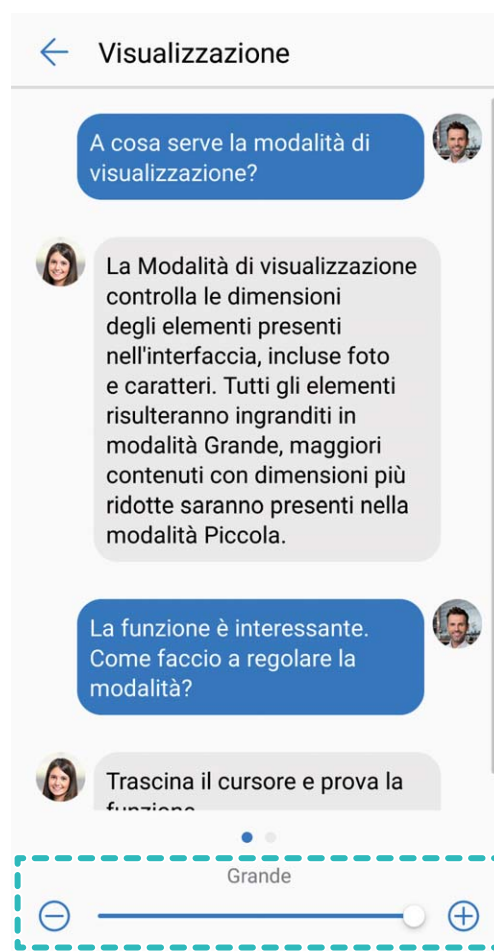 Visualizzazione
A cosa serve la modalità di
visualizzazione?
La Modalità di visualizzazione
controlla le dimensioni
degli elementi presenti
nell'interfaccia, incluse foto
e caratteri. Tutti gli elementi
risulteranno ingranditi in
modalità Grande, maggiori
contenuti con dimensioni più
ridotte saranno presenti nella
modalità Piccola.
La funzione è interessante.
Come faccio a regolare la
modalità?
Trascina il cursore e prova la
funzione
Grande